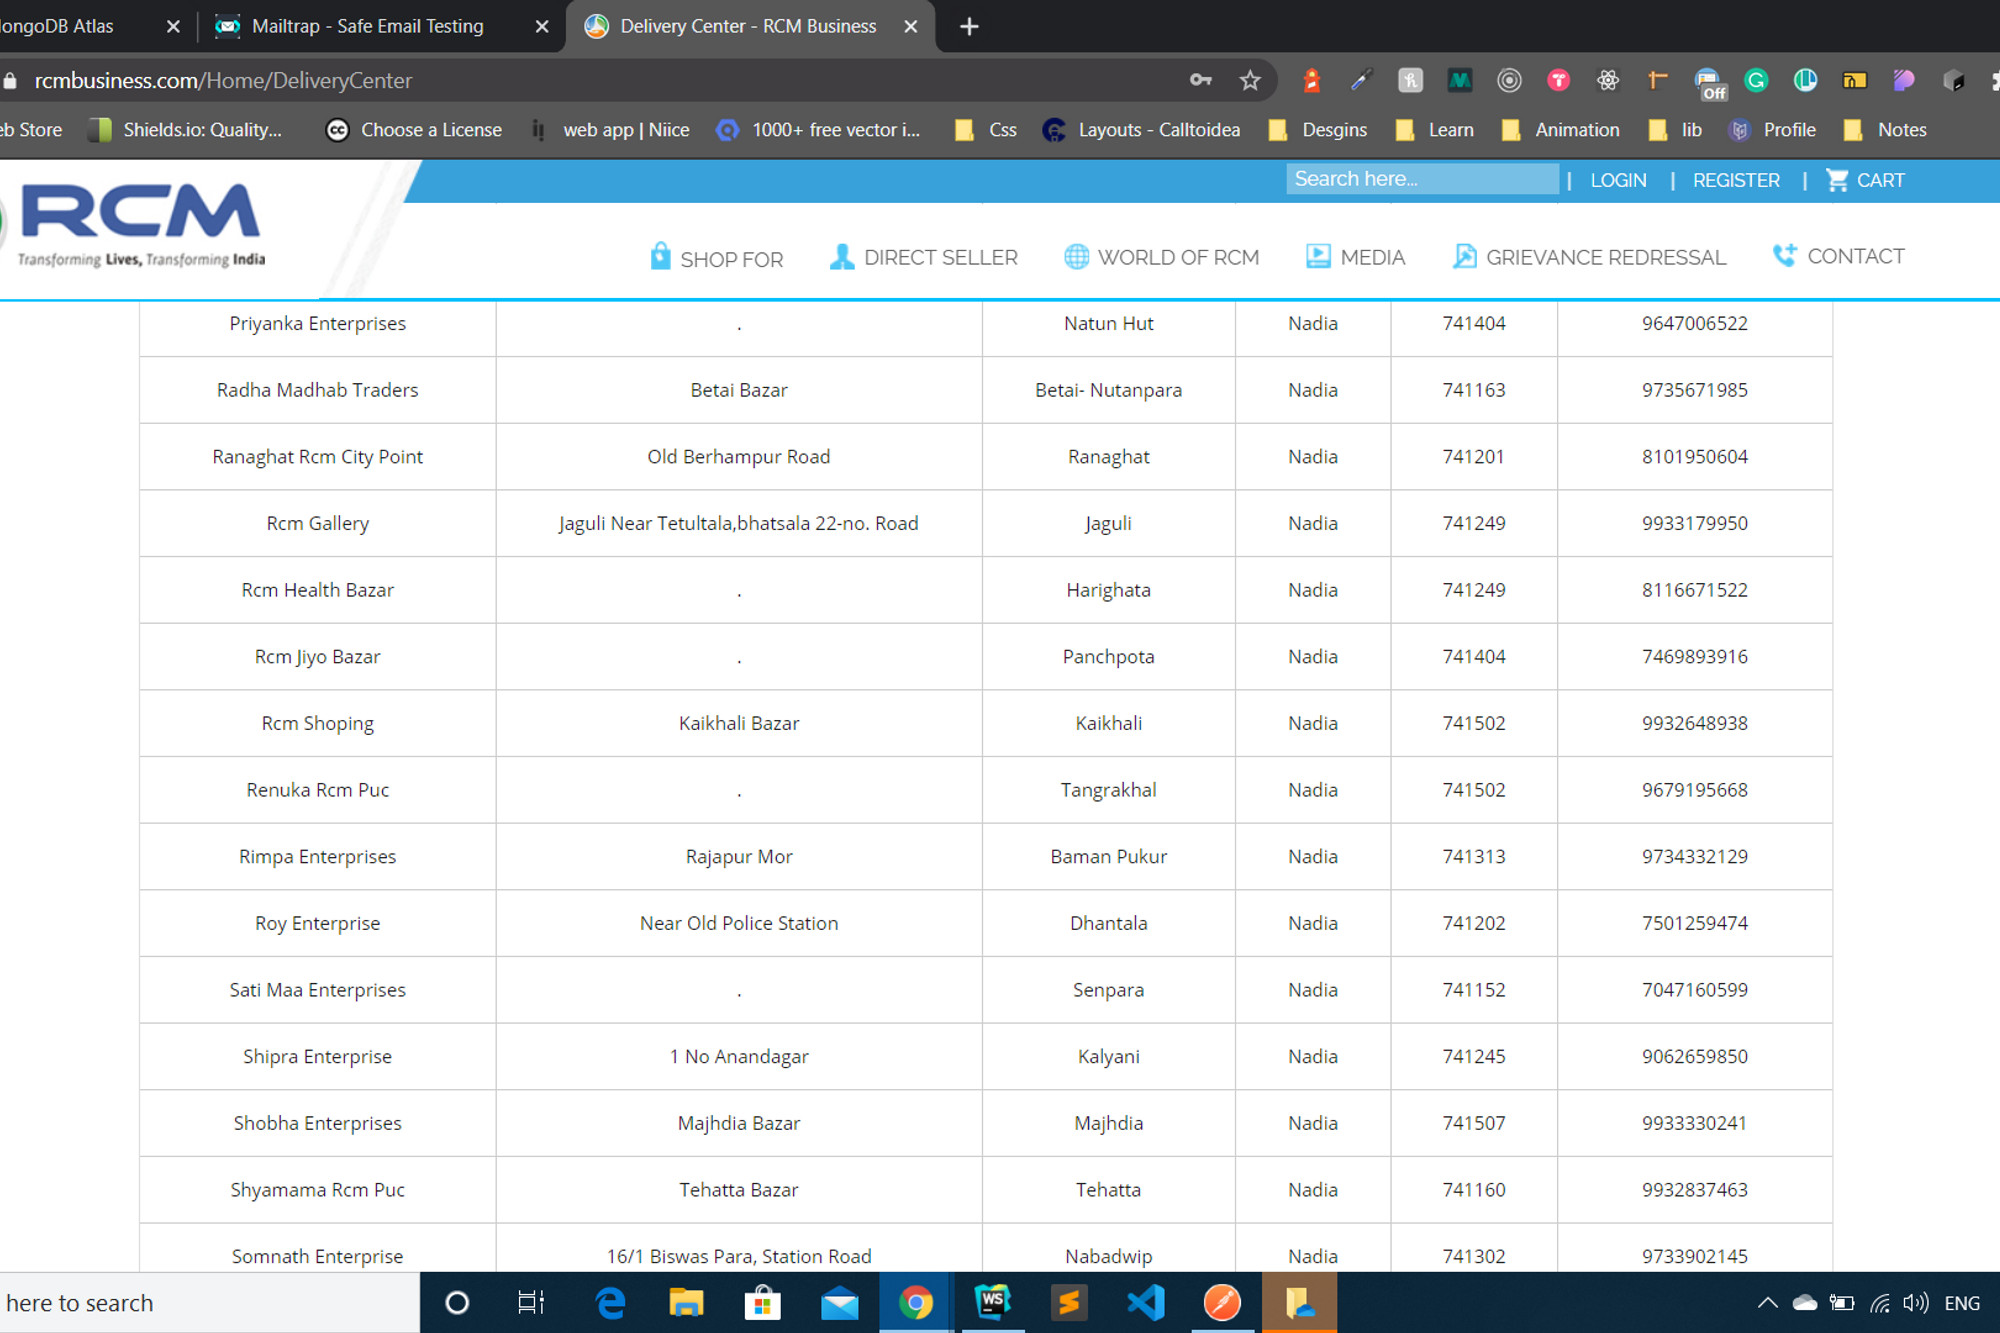 ongoDB Atlas
Mailtrap - Safe Email Testing
Delivery Center - RCM Business
rcmbusiness.com/Home/DeliveryCenter
Off
eb Store
Shields.io: Quality...
Choose a License
web app | Niice
1000+ free vector i...
Css
Layouts - Calltoidea
Desgins
Learn
Animation
lib
Profile
Notes
RCM
Transforming Lives, Transforming India
Search here...
| LOGIN | REGISTER | CART
SHOP FOR
DIRECT SELLER
WORLD OF RCM
MEDIA
GRIEVANCE REDRESSAL
CONTACT
Priyanka Enterprises . Natun Hut Nadia 741404 9647006522
Radha Madhab Traders Betai Bazar Betai- Nutanpara Nadia 741163 9735671985
Ranaghat Rcm City Point Old Berhampur Road Ranaghat Nadia 741201 8101950604
Rcm Gallery Jaguli Near Tetultala,bhatsala 22-no. Road Jaguli Nadia 741249 9933179950
Rcm Health Bazar . Harighata Nadia 741249 8116671522
Rcm Jiyo Bazar . Panchpota Nadia 741404 7469893916
Rcm Shoping Kaikhali Bazar Kaikhali Nadia 741502 9932648938
Renuka Rcm Puc . Tangrakhal Nadia 741502 9679195668
Rimpa Enterprises Rajapur Mor Baman Pukur Nadia 741313 9734332129
Roy Enterprise Near Old Police Station Dhantala Nadia 741202 7501259474
Sati Maa Enterprises . Senpara Nadia 741152 7047160599
Shipra Enterprise 1 No Anandagar Kalyani Nadia 741245 9062659850
Shobha Enterprises Majhdia Bazar Majhdia Nadia 741507 9933330241
Shyamama Rcm Puc Tehatta Bazar Tehatta Nadia 741160 9932837463
Somnath Enterprise 16/1 Biswas Para, Station Road Nabadwip Nadia 741302 9733902145
here to search
WS
ENG